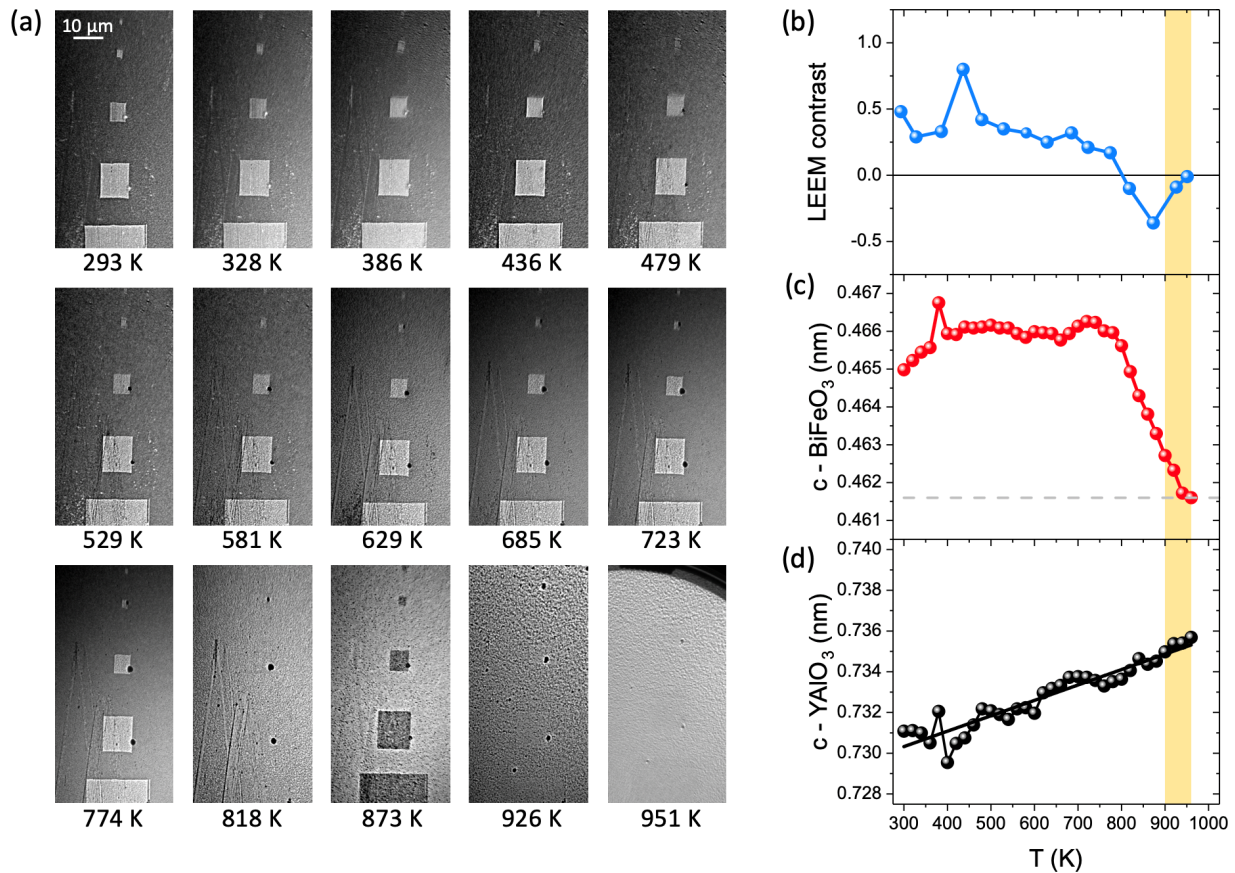 (a)
10 µm
293 K 328 K 386 K 436 K 479 K
529 K 581 K 629 K 685 K 723 K
774 K 818 K 873 K 926 K 951 K
(b)
LEEM contrast
1.0
0.5
0.0
-0.5
(c)
c - BiFeO₃ (nm)
0.467
0.466
0.465
0.464
0.463
0.462
0.461
(d)
c - YAlO₃ (nm)
0.740
0.738
0.736
0.734
0.732
0.730
0.728
300 400 500 600 700 800 900 1000
T (K)